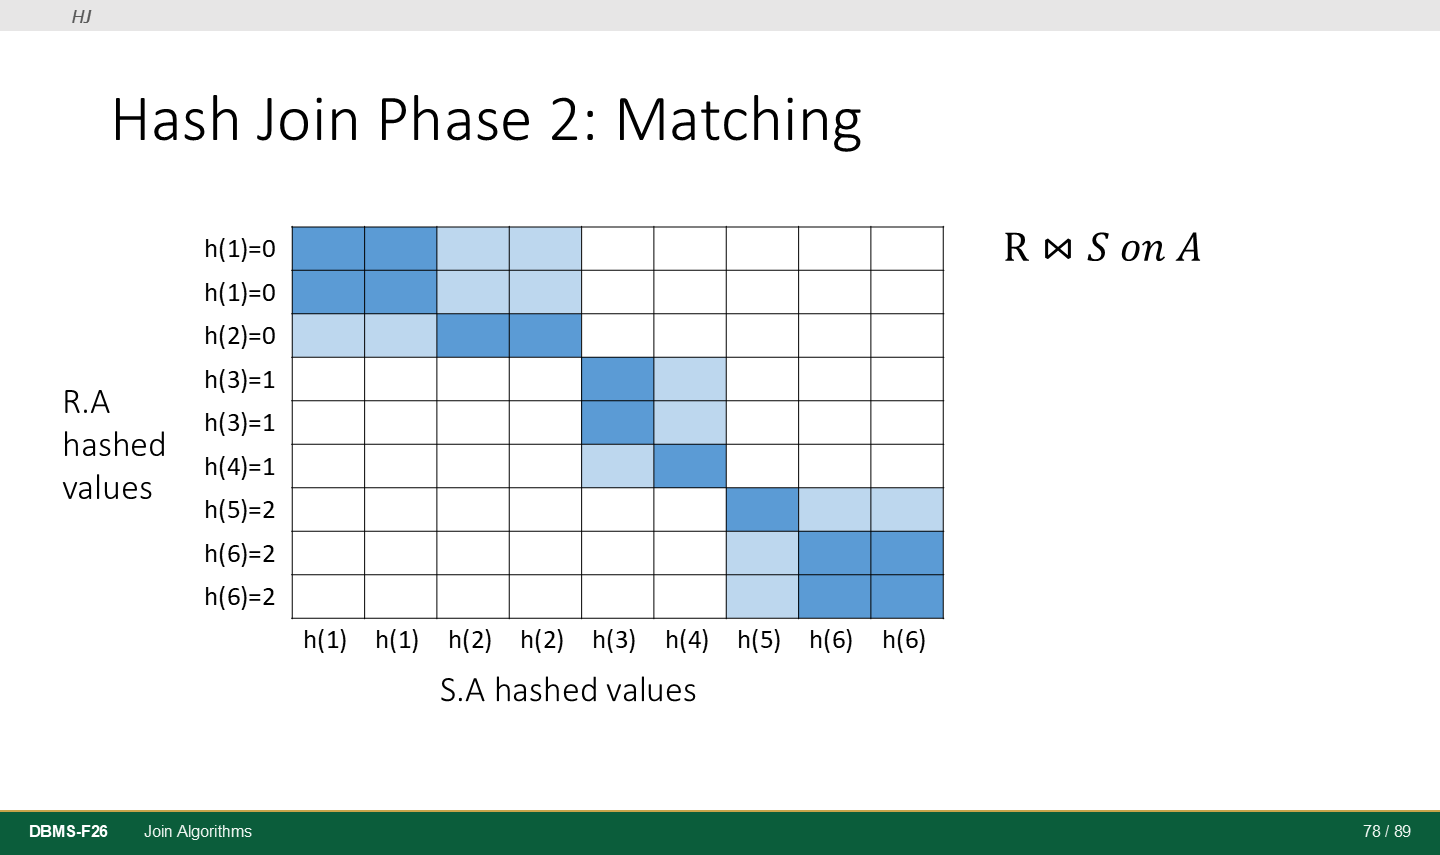 HJ
Hash Join Phase 2: Matching
R ⋈ S on A
h(1)=0
h(1)=0
h(2)=0
h(3)=1
h(3)=1
h(4)=1
h(5)=2
h(6)=2
h(6)=2
R.A
hashed
values
h(1) h(1) h(2) h(2) h(3) h(4) h(5) h(6) h(6)
S.A hashed values
DBMS-F26 Join Algorithms 78 / 89